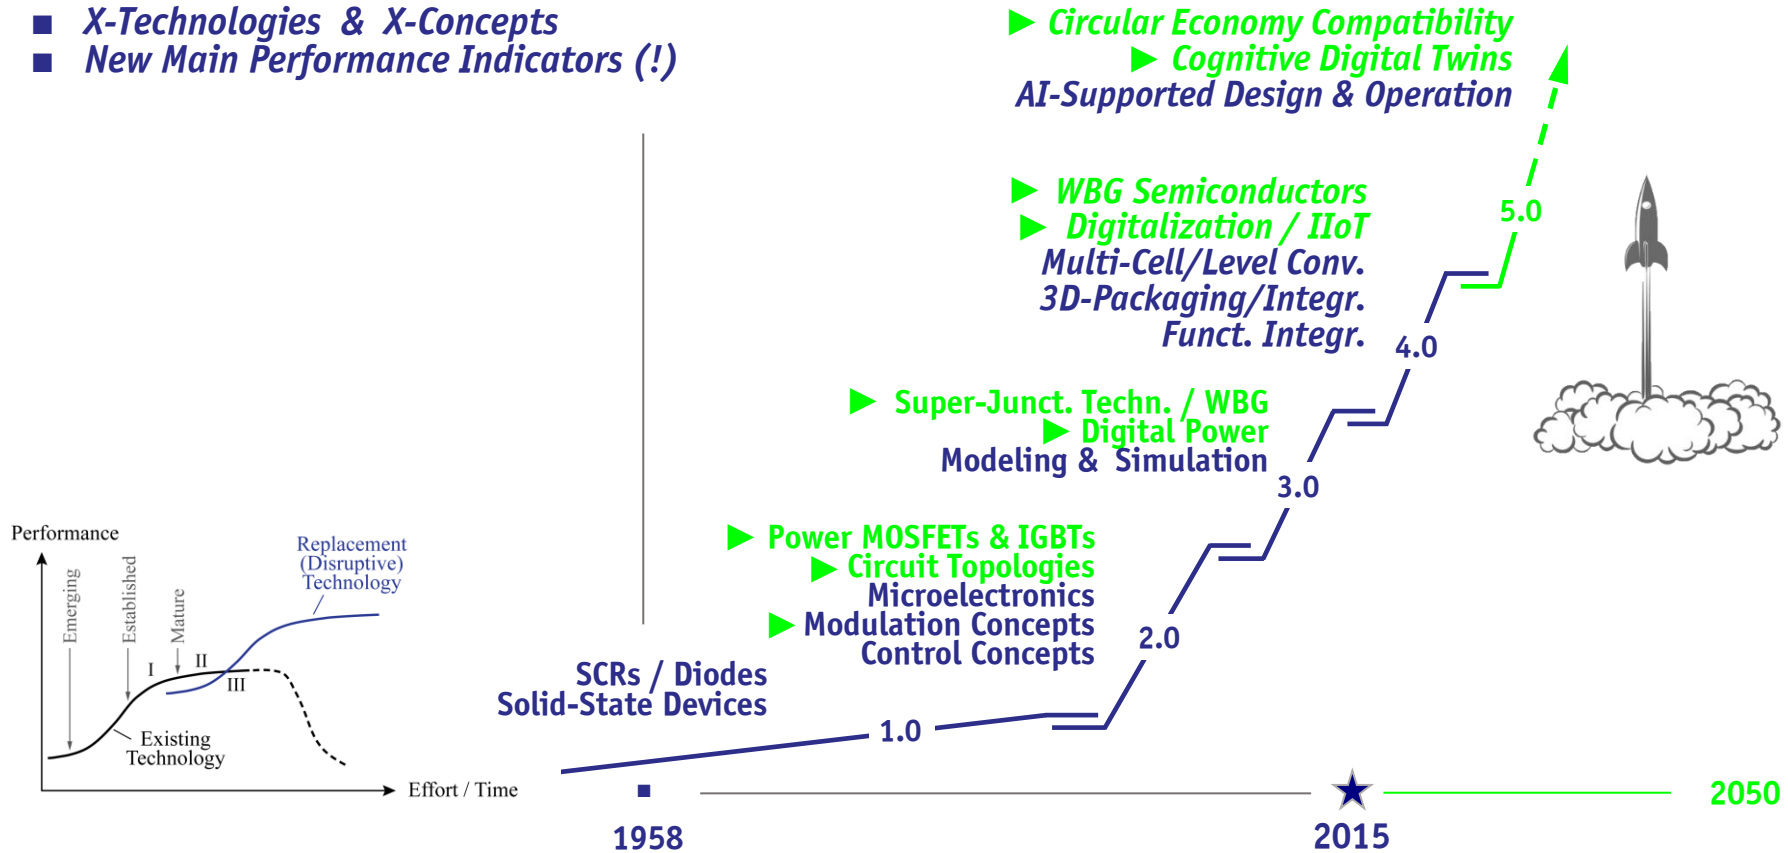 ■ X-Technologies & X-Concepts
■ New Main Performance Indicators (!)
► Circular Economy Compatibility
► Cognitive Digital Twins
AI-Supported Design & Operation
► WBG Semiconductors
► Digitalization / IIoT
Multi-Cell/Level Conv.
3D-Packaging/Integr.
Funct. Integr.
5.0
4.0
► Super-Junct. Techn. / WBG
► Digital Power
Modeling & Simulation
3.0
► Power MOSFETs & IGBTs
► Circuit Topologies
Microelectronics
► Modulation Concepts
Control Concepts
2.0
SCRs / Diodes
Solid-State Devices
1.0
Performance
Emerging
Established
Mature
Replacement
(Disruptive)
Technology
I
II
III
Existing
Technology
Effort / Time
1958
2015
2050